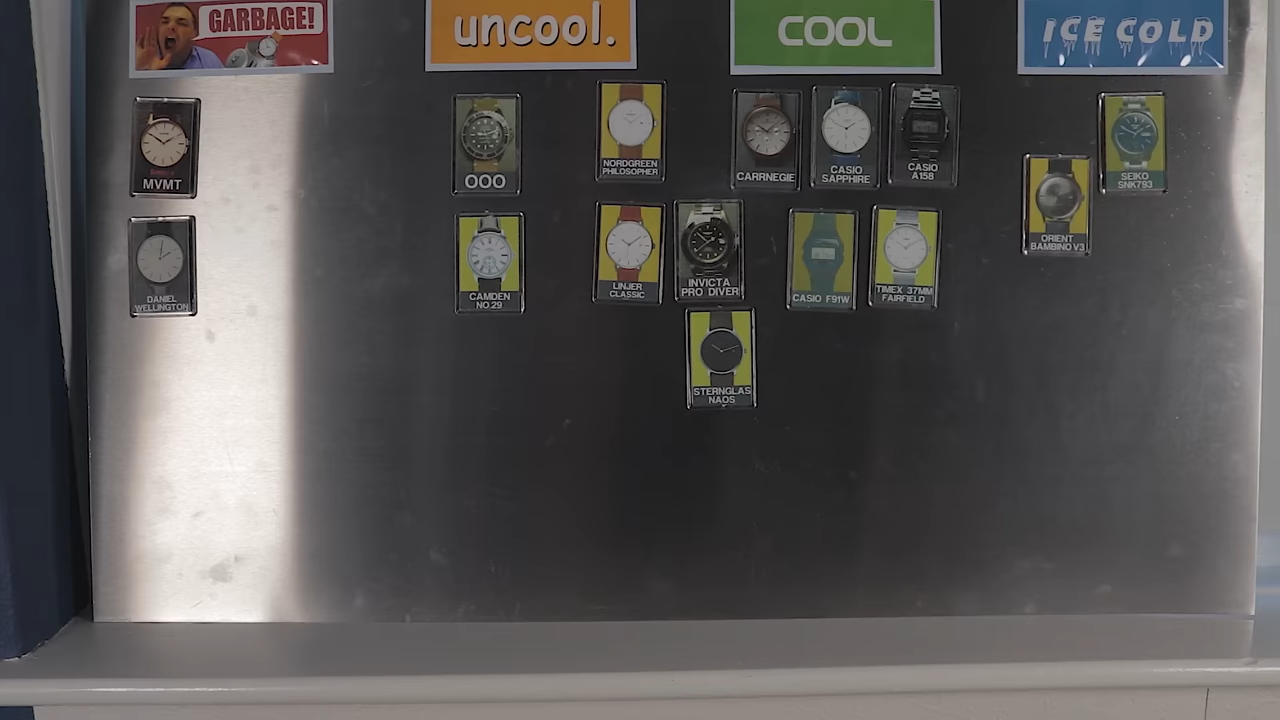 GARBAGE!
uncool.
COOL
ICE COLD
MVMT
OOO
NORDGREEN
PHILOSOPHER
CARRNEGIE
CASIO
SAPPHIRE
CASIO
A158
SEIKO
SNK793
ORIENT
BAMBINO V3
DANIEL
WELLINGTON
CAMDEN
NO.29
LINJER
CLASSIC
INVICTA
PRO DIVER
CASIO F91W
TIMEX 37MM
FAIRFIELD
STERNGLAS
NAOS